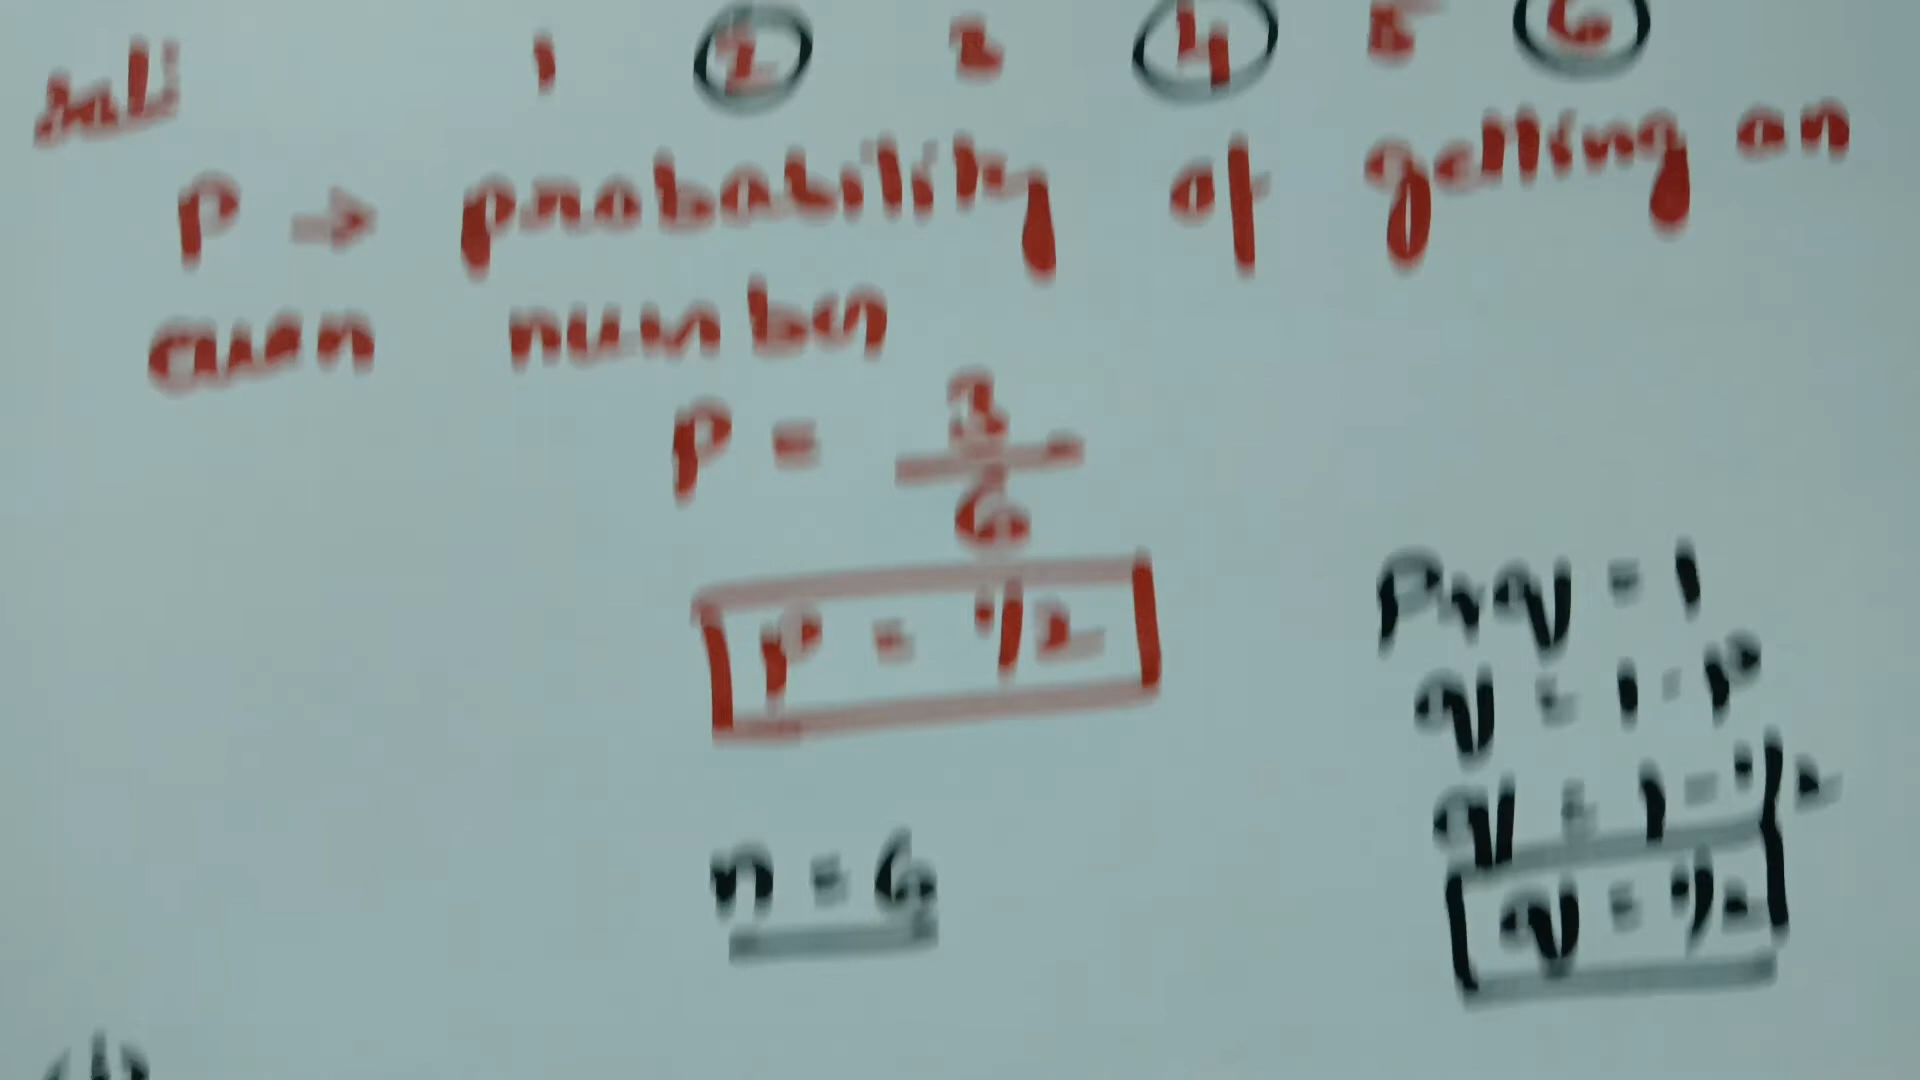 Sol:
1 2 3 4 5 6
P → probability of getting an
even number
P = 3/6
P = 1/2
P+q = 1
q = 1 - P
q = 1 - 1/2
q = 1/2
n = 6